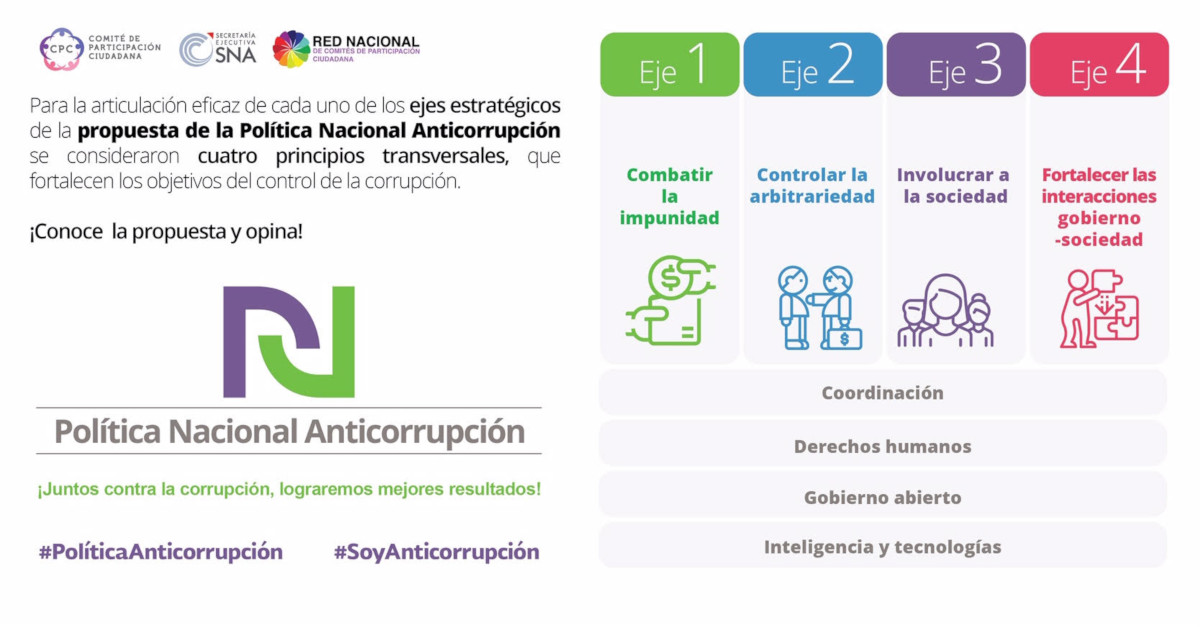 CPC
COMITÉ DE
PARTICIPACIÓN
CIUDADANA
SECRETARÍA
EJECUTIVA
SNA
RED NACIONAL
DE COMITÉS DE PARTICIPACIÓN
CIUDADANA
Para la articulación eficaz de cada uno de los ejes estratégicos
de la propuesta de la Política Nacional Anticorrupción
se consideraron cuatro principios transversales, que
fortalecen los objetivos del control de la corrupción.
¡Conoce la propuesta y opina!
Política Nacional Anticorrupción
¡Juntos contra la corrupción, lograremos mejores resultados!
#PolíticaAnticorrupción #SoyAnticorrupción
Eje 1
Combatir
la
impunidad
$
Eje 2
Controlar la
arbitrariedad
$
Eje 3
Involucrar a
la sociedad
Eje 4
Fortalecer las
interacciones
gobierno
-sociedad
Coordinación
Derechos humanos
Gobierno abierto
Inteligencia y tecnologías